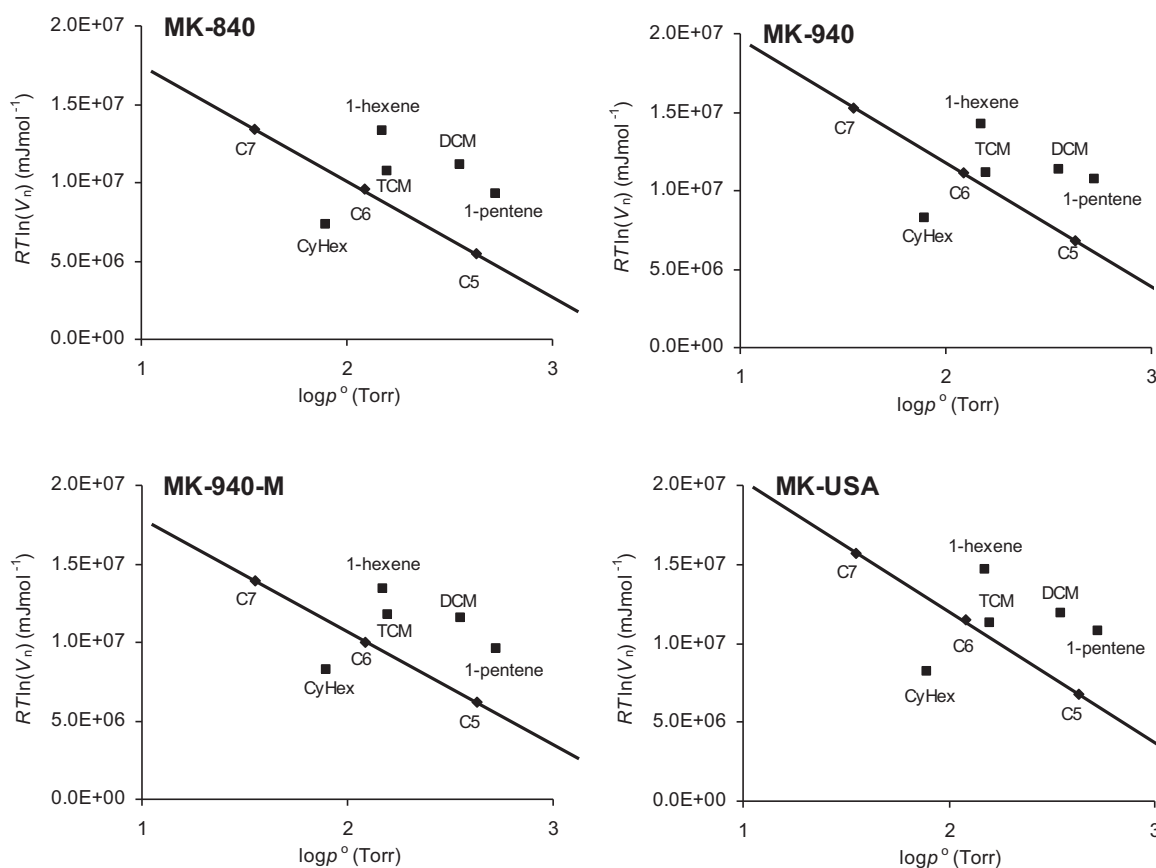 MK-840
2.0E+07
1.5E+07
1.0E+07
5.0E+06
0.0E+00
RTln(Vn) (mJmol⁻¹)
1-hexene
DCM
C7
TCM
C6
1-pentene
CyHex
C5
1 2 3
logp° (Torr)
MK-940
2.0E+07
1.5E+07
1.0E+07
5.0E+06
0.0E+00
RTln(Vn) (mJmol⁻¹)
1-hexene
C7
TCM DCM
C6
1-pentene
CyHex
C5
1 2 3
logp° (Torr)
MK-940-M
2.0E+07
1.5E+07
1.0E+07
5.0E+06
0.0E+00
RTln(Vn) (mJmol⁻¹)
1-hexene
C7
DCM
TCM
C6
1-pentene
CyHex
C5
1 2 3
logp° (Torr)
MK-USA
2.0E+07
1.5E+07
1.0E+07
5.0E+06
0.0E+00
RTln(Vn) (mJmol⁻¹)
1-hexene
C7
DCM
TCM
C6
1-pentene
CyHex
C5
1 2 3
logp° (Torr)